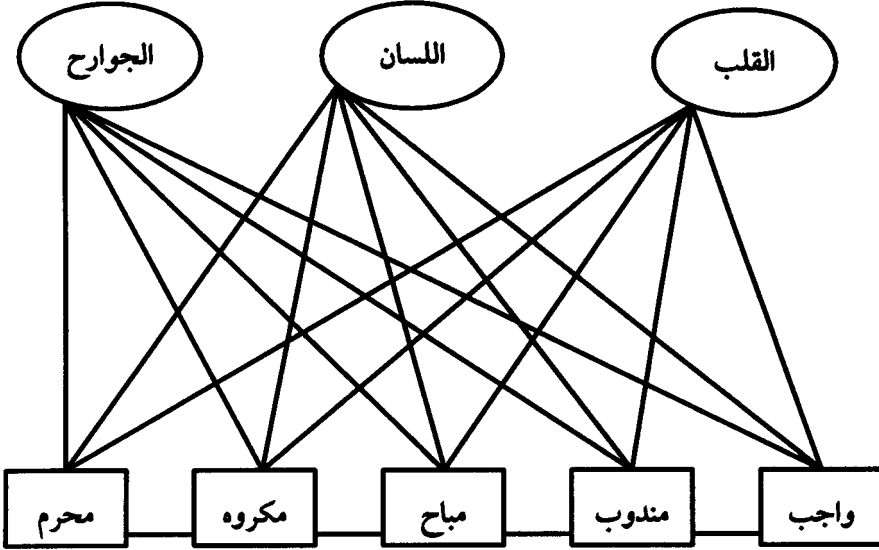 القلب
اللسان
الجوارح
واجب
مندوب
مباح
مكروه
محرم